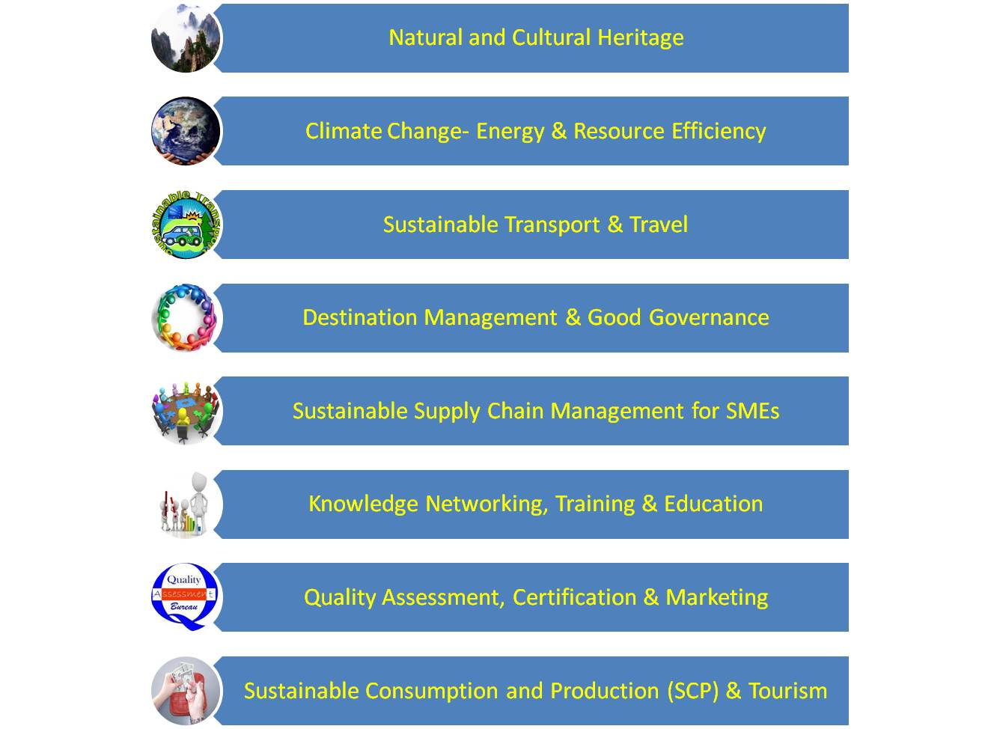 Natural and Cultural Heritage
Climate Change- Energy & Resource Efficiency
Sustainable Transport
Sustainable Transport & Travel
Destination Management & Good Governance
Sustainable Supply Chain Management for SMEs
Knowledge Networking, Training & Education
Quality
Assessment
Bureau
Quality Assessment, Certification & Marketing
Sustainable Consumption and Production (SCP) & Tourism